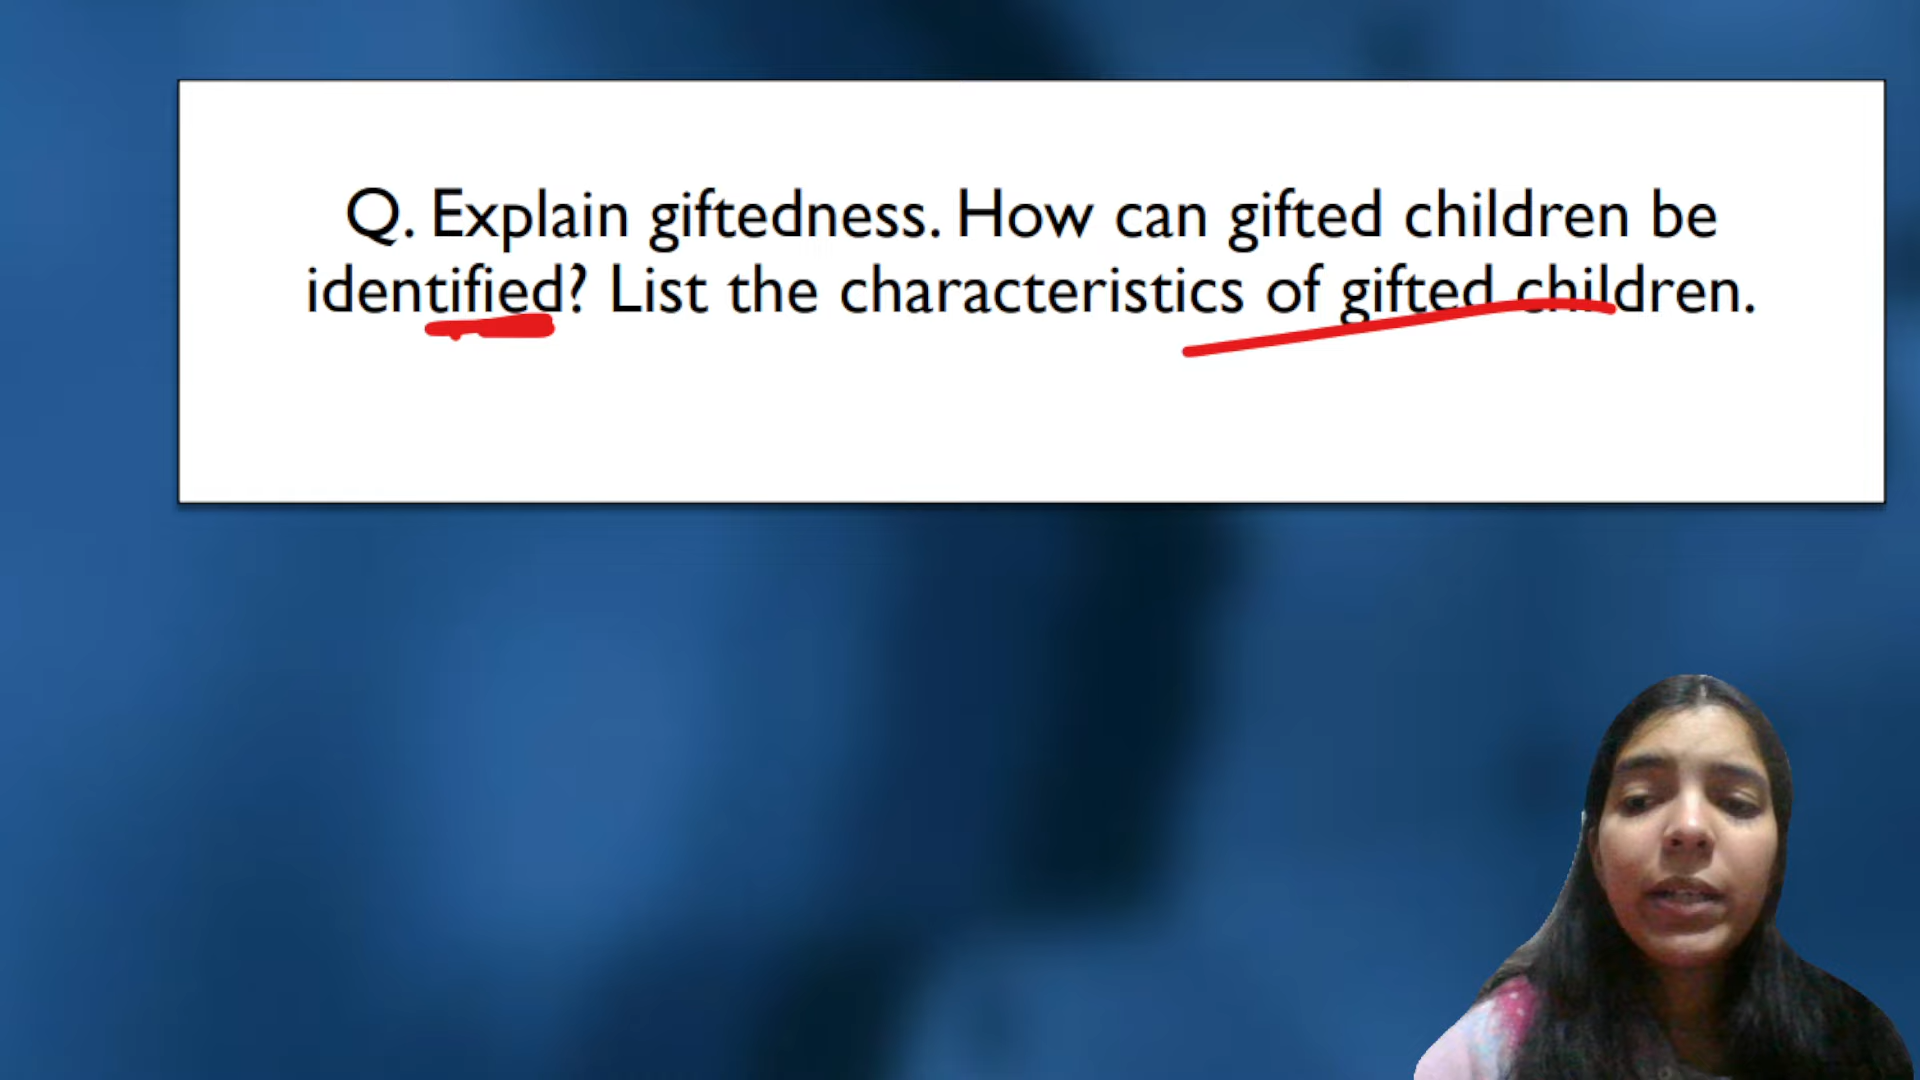 Q. Explain giftedness. How can gifted children be
identified? List the characteristics of gifted children.